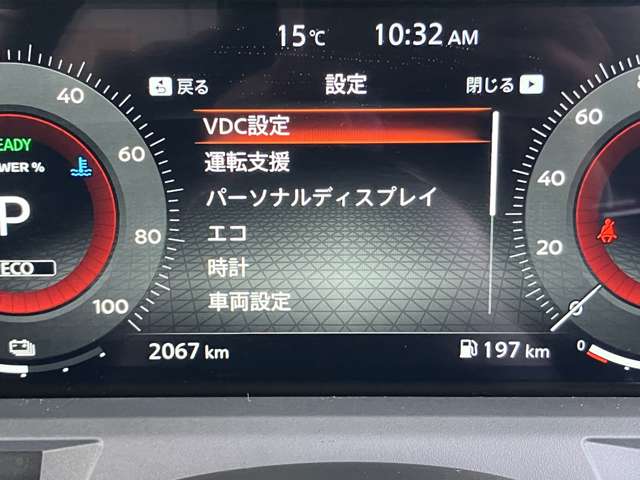 15℃ 10:32 AM
戻る 設定 閉じる
40
60
80
100
READY
POWER %
P
ECO
VDC設定
運転支援
パーソナルディスプレイ
エコ
時計
車両設定
60
40
20
0
2067 km
197 km
0